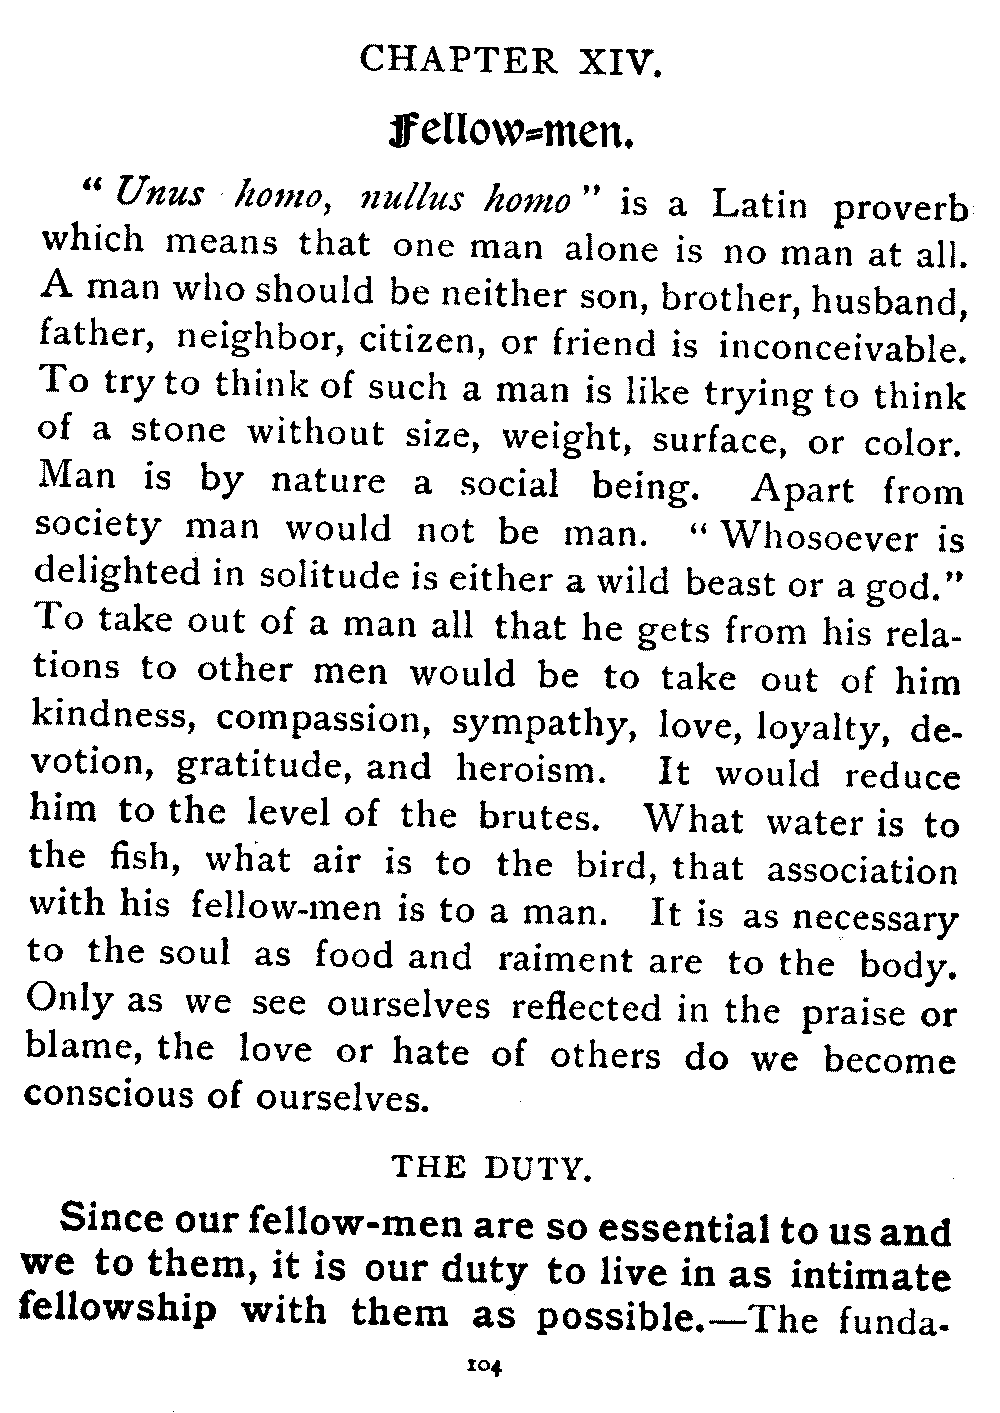 CHAPTER XIV.
Fellow-men.
" Unus homo, nullus homo " is a Latin proverb
which means that one man alone is no man at all.
A man who should be neither son, brother, husband,
father, neighbor, citizen, or friend is inconceivable.
To try to think of such a man is like trying to think
of a stone without size, weight, surface, or color.
Man is by nature a social being. Apart from
society man would not be man. " Whosoever is
delighted in solitude is either a wild beast or a god."
To take out of a man all that he gets from his rela-
tions to other men would be to take out of him
kindness, compassion, sympathy, love, loyalty, de-
votion, gratitude, and heroism. It would reduce
him to the level of the brutes. What water is to
the fish, what air is to the bird, that association
with his fellow-men is to a man. It is as necessary
to the soul as food and raiment are to the body.
Only as we see ourselves reflected in the praise or
blame, the love or hate of others do we become
conscious of ourselves.
THE DUTY.
Since our fellow-men are so essential to us and
we to them, it is our duty to live in as intimate
fellowship with them as possible.—The funda-
104